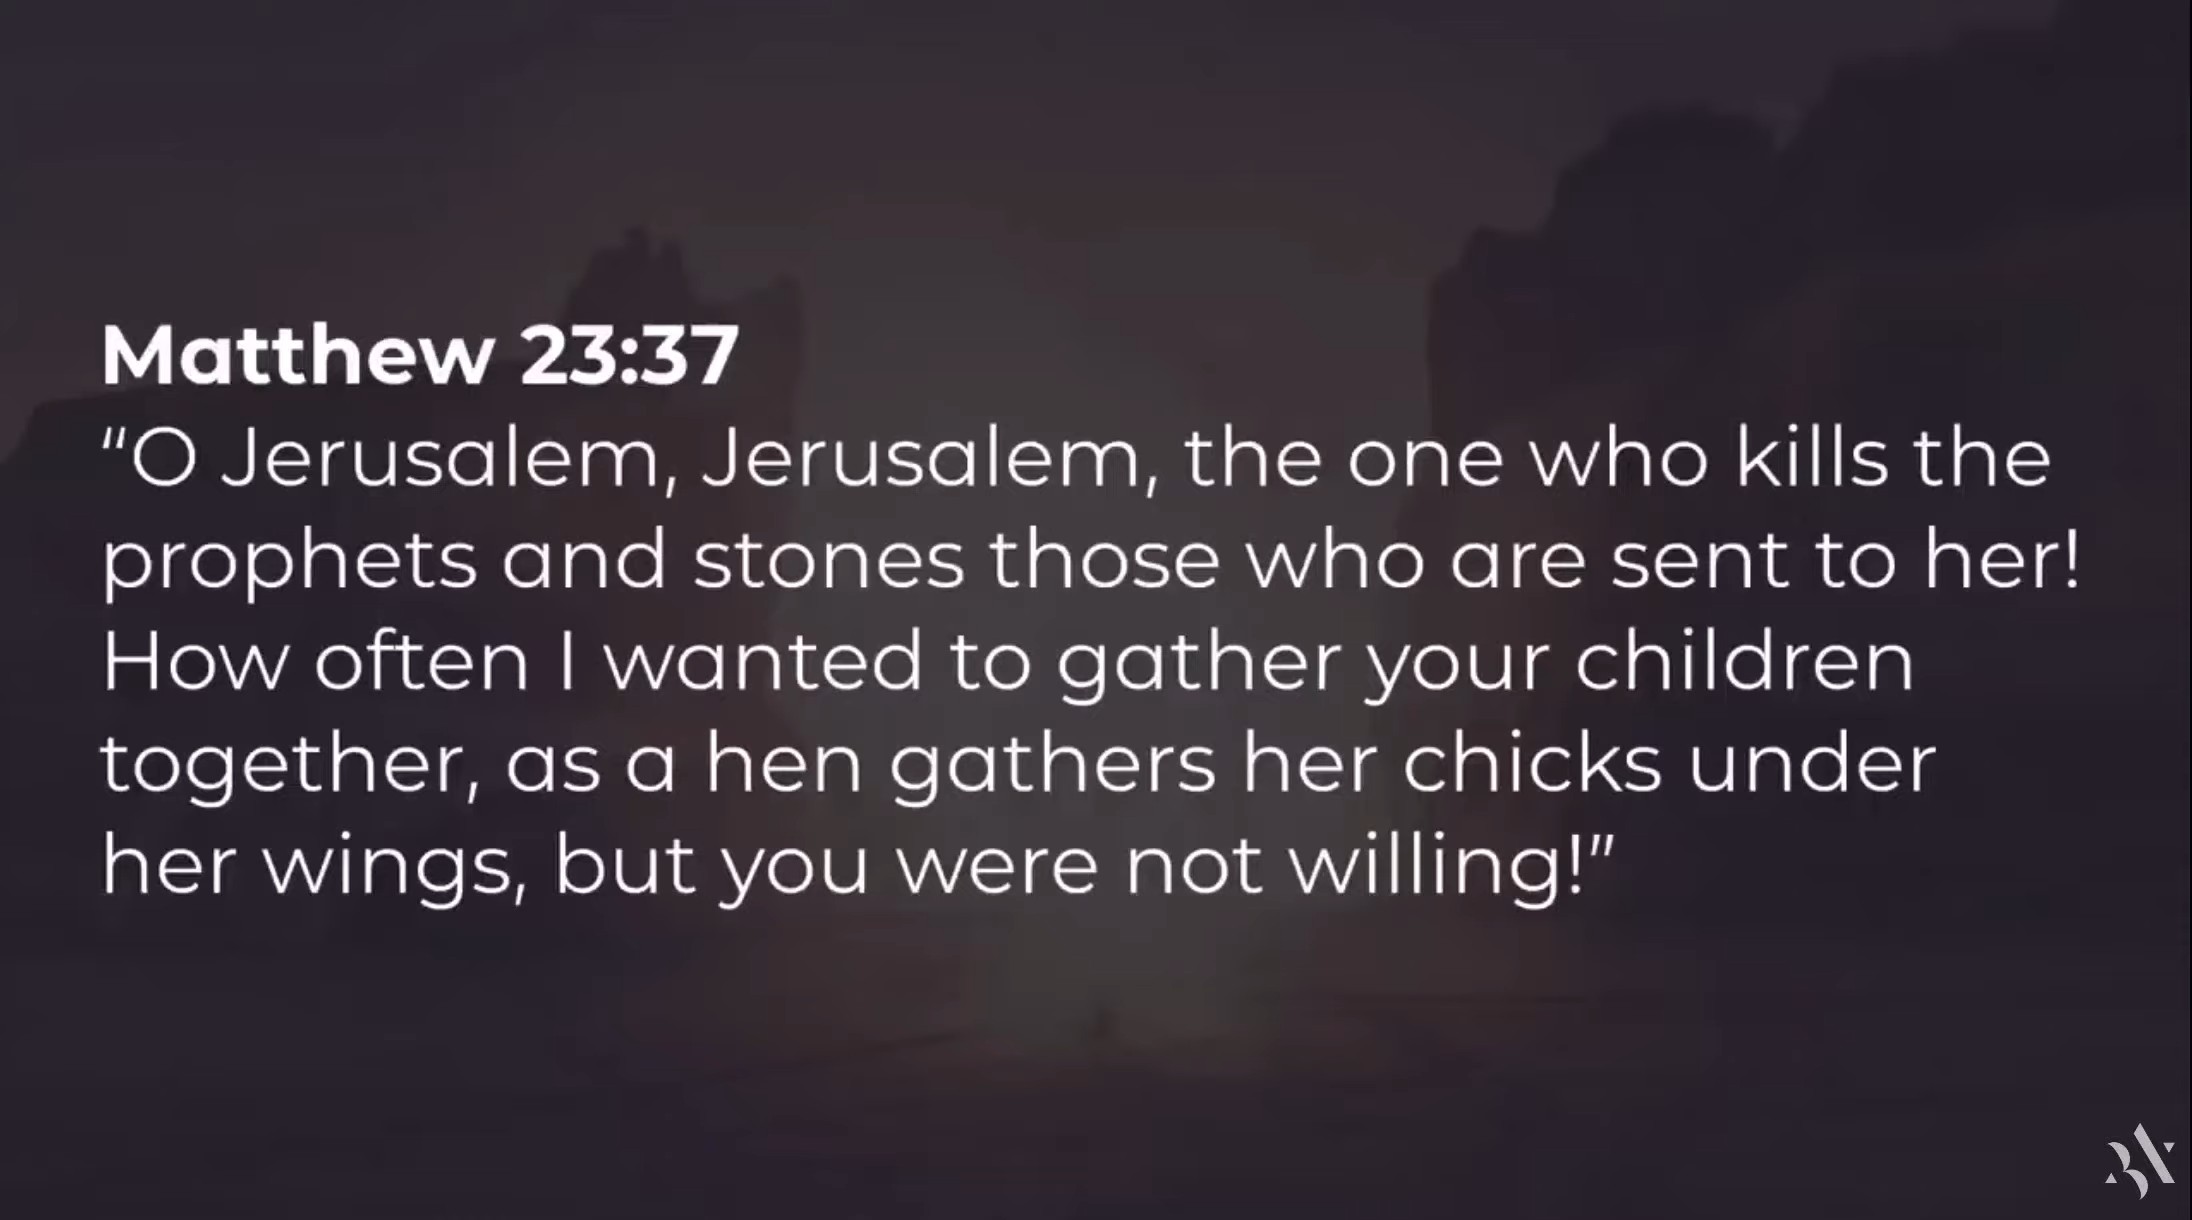 Matthew 23:37
“O Jerusalem, Jerusalem, the one who kills the
prophets and stones those who are sent to her!
How often I wanted to gather your children
together, as a hen gathers her chicks under
her wings, but you were not willing!”